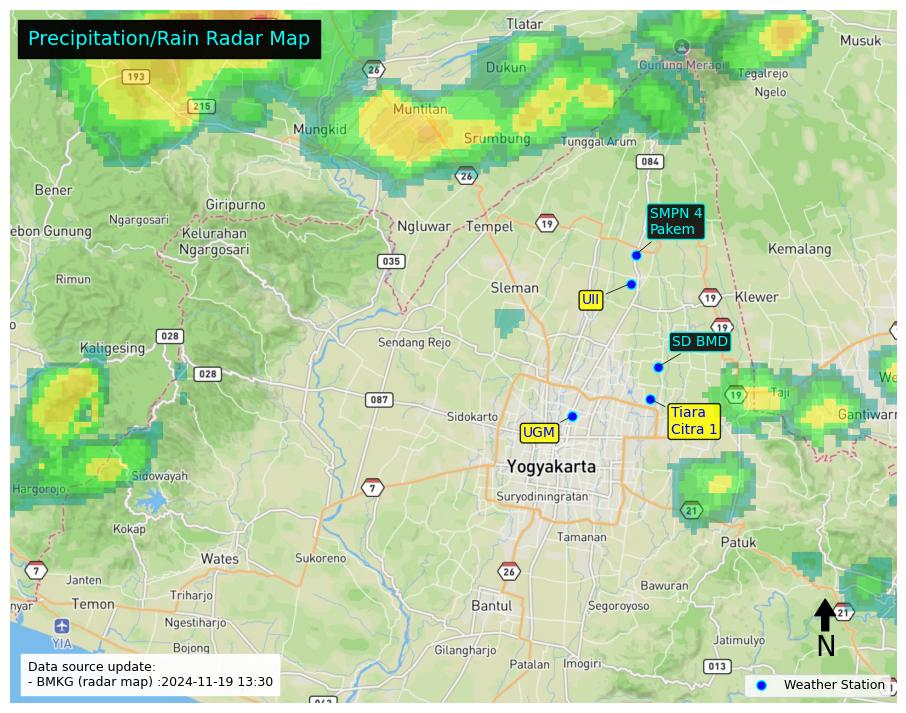 Precipitation/Rain Radar Map
Tlatar
Musuk
26
193
Dukun
Gunung Merapi
Tegalrejo
Ngelo
215
Muntilan
Mungkid
Srumbung
Tunggal Arum
084
26
Bener
Giripurno
SMPN 4
Pakem
Ngargosari
Ngluwar
Tempel
19
ebon Gunung
Kelurahan
Ngargosari
Kemalang
035
Rimun
Sleman
UII
19
Klewer
19
028
Sendang Rejo
Kaligesing
SD BMD
028
We
087
19
Taji
Sidokarto
Tiara
Citra 1
Gantiwarn
UGM
Yogyakarta
Sidowayah
Hargorojo
7
Suryodiningratan
21
Kokap
Tamanan
Patuk
Wates
Sukoreno
7
26
Janten
Bawuran
Triharjo
nyar
Temon
Bantul
Segoroyoso
21
Ngestiharjo
YIA
N
Jatimulyo
Bojong
Gilangharjo
Patalan
Imogiri
013
Data source update:
- BMKG (radar map) :2024-11-19 13:30
Weather Station